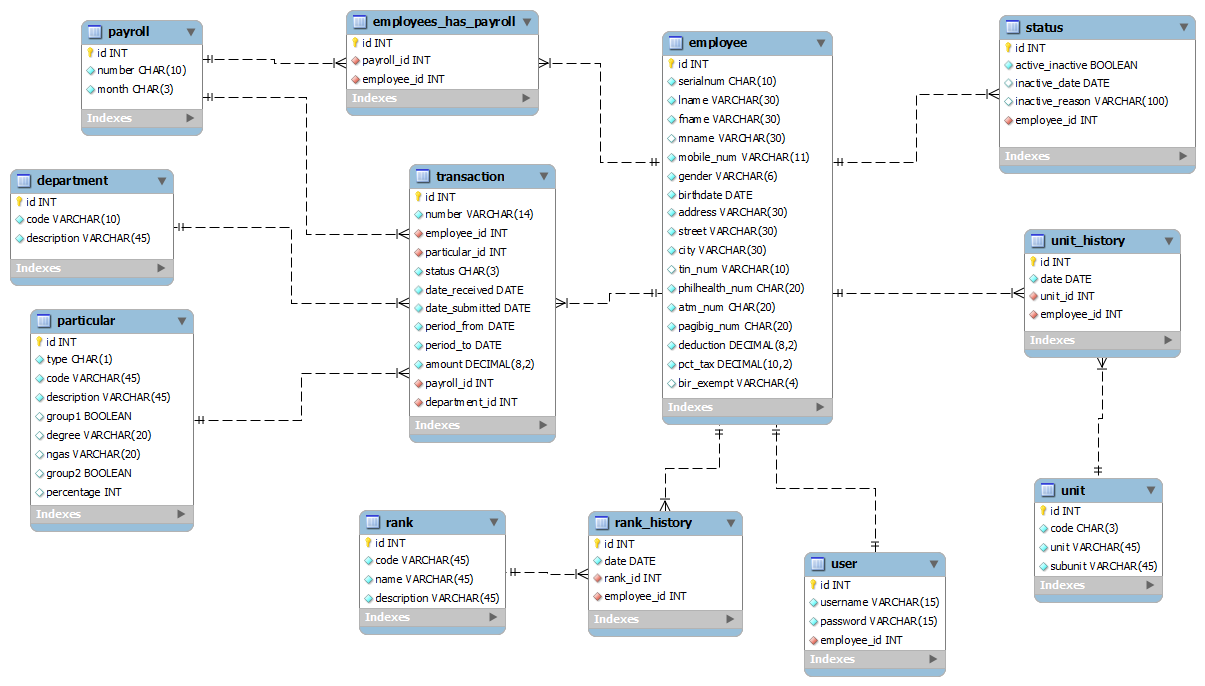 payroll
id INT
number CHAR(10)
month CHAR(3)
Indexes
employees_has_payroll
id INT
payroll_id INT
employee_id INT
Indexes
employee
id INT
serialnum CHAR(10)
lname VARCHAR(30)
fname VARCHAR(30)
mname VARCHAR(30)
mobile_num VARCHAR(11)
gender VARCHAR(6)
birthdate DATE
address VARCHAR(30)
street VARCHAR(30)
city VARCHAR(30)
tin_num VARCHAR(10)
philhealth_num CHAR(20)
atm_num CHAR(20)
pagibig_num CHAR(20)
deduction DECIMAL(8,2)
pct_tax DECIMAL(10,2)
bir_exempt VARCHAR(4)
Indexes
status
id INT
active_inactive BOOLEAN
inactive_date DATE
inactive_reason VARCHAR(100)
employee_id INT
Indexes
department
id INT
code VARCHAR(10)
description VARCHAR(45)
Indexes
transaction
id INT
number VARCHAR(14)
employee_id INT
particular_id INT
status CHAR(3)
date_received DATE
date_submitted DATE
period_from DATE
period_to DATE
amount DECIMAL(8,2)
payroll_id INT
department_id INT
Indexes
unit_history
id INT
date DATE
unit_id INT
employee_id INT
Indexes
particular
id INT
type CHAR(1)
code VARCHAR(45)
description VARCHAR(45)
group1 BOOLEAN
degree VARCHAR(20)
ngas VARCHAR(20)
group2 BOOLEAN
percentage INT
Indexes
rank
id INT
code VARCHAR(45)
name VARCHAR(45)
description VARCHAR(45)
Indexes
rank_history
id INT
date DATE
rank_id INT
employee_id INT
Indexes
user
id INT
username VARCHAR(15)
password VARCHAR(15)
employee_id INT
Indexes
unit
id INT
code CHAR(3)
unit VARCHAR(45)
subunit VARCHAR(45)
Indexes